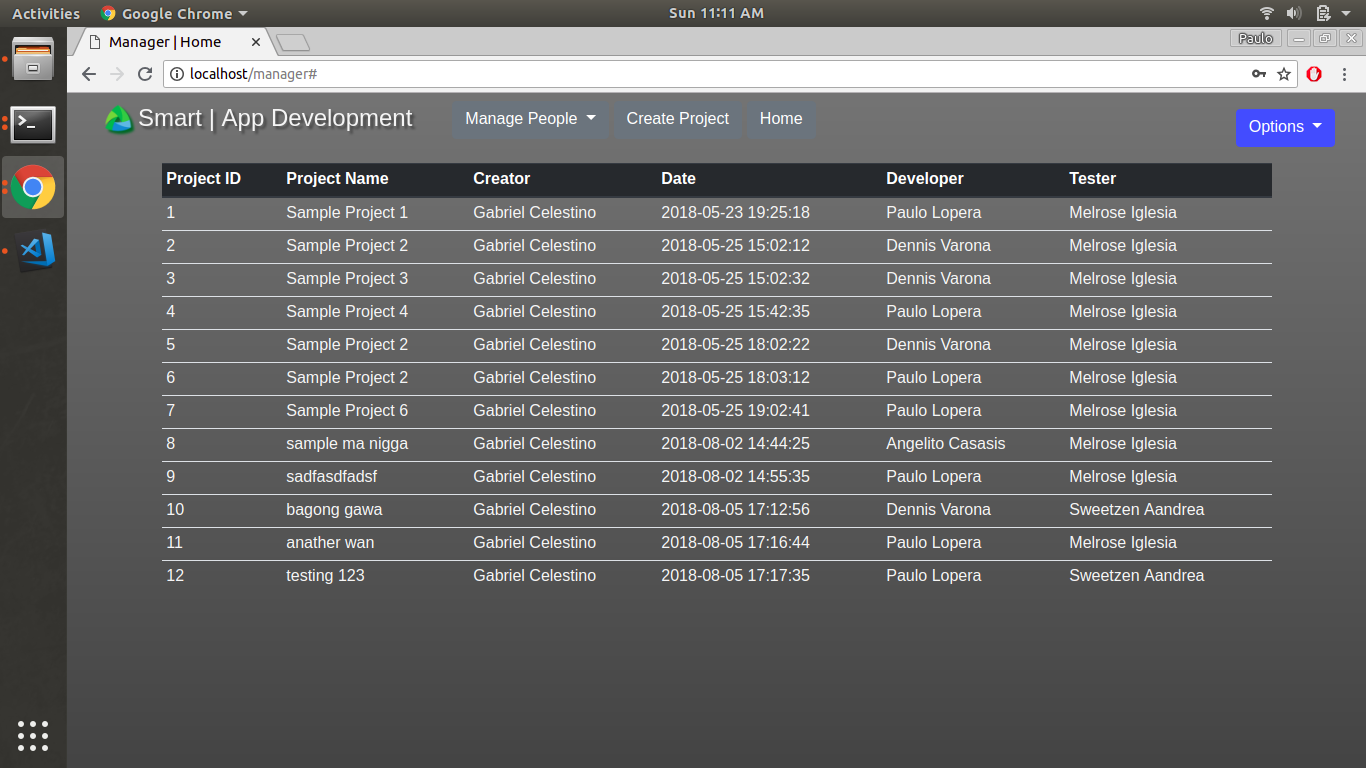 Activities Google Chrome Sun 11:11 AM
Manager | Home Paulo
localhost/manager#
Smart | App Development Manage People Create Project Home Options
Project ID Project Name Creator Date Developer Tester
1 Sample Project 1 Gabriel Celestino 2018-05-23 19:25:18 Paulo Lopera Melrose Iglesia
2 Sample Project 2 Gabriel Celestino 2018-05-25 15:02:12 Dennis Varona Melrose Iglesia
3 Sample Project 3 Gabriel Celestino 2018-05-25 15:02:32 Dennis Varona Melrose Iglesia
4 Sample Project 4 Gabriel Celestino 2018-05-25 15:42:35 Paulo Lopera Melrose Iglesia
5 Sample Project 2 Gabriel Celestino 2018-05-25 18:02:22 Dennis Varona Melrose Iglesia
6 Sample Project 2 Gabriel Celestino 2018-05-25 18:03:12 Paulo Lopera Melrose Iglesia
7 Sample Project 6 Gabriel Celestino 2018-05-25 19:02:41 Paulo Lopera Melrose Iglesia
8 sample ma nigga Gabriel Celestino 2018-08-02 14:44:25 Angelito Casasis Melrose Iglesia
9 sadfasdfadsf Gabriel Celestino 2018-08-02 14:55:35 Paulo Lopera Melrose Iglesia
10 bagong gawa Gabriel Celestino 2018-08-05 17:12:56 Dennis Varona Sweetzen Aandrea
11 anather wan Gabriel Celestino 2018-08-05 17:16:44 Paulo Lopera Melrose Iglesia
12 testing 123 Gabriel Celestino 2018-08-05 17:17:35 Paulo Lopera Sweetzen Aandrea